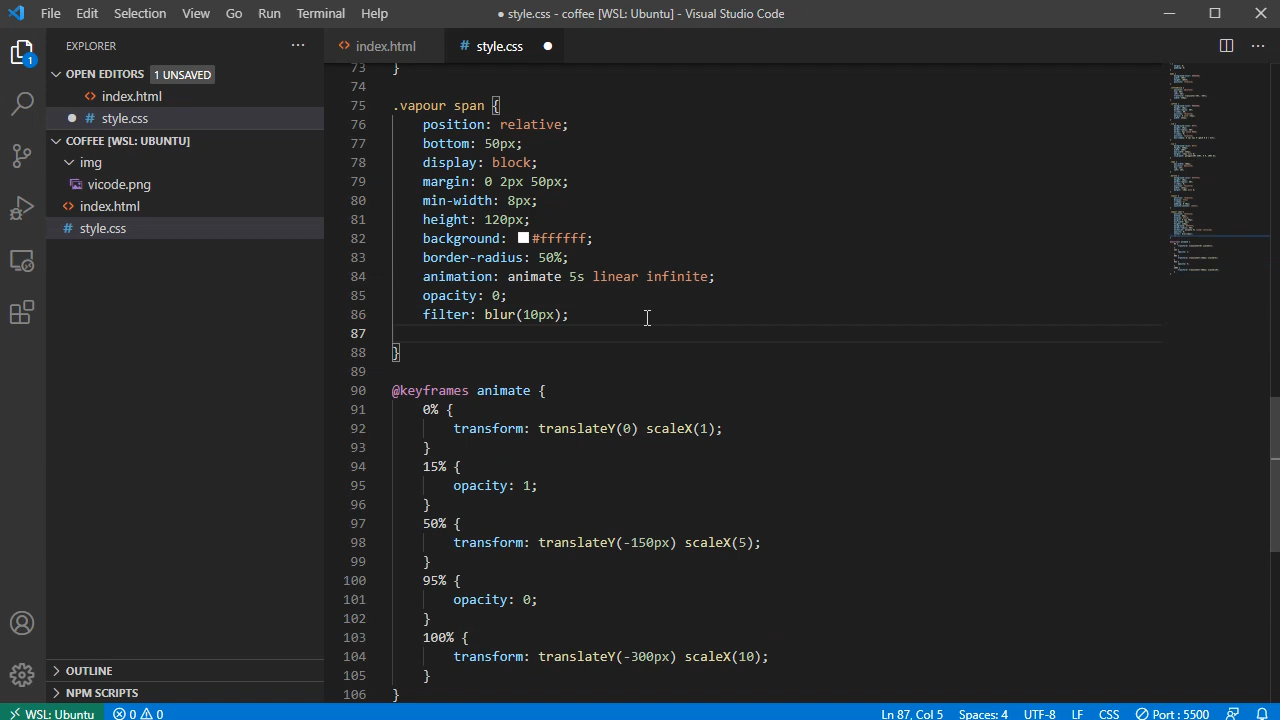 File Edit Selection View Go Run Terminal Help ● style.css - coffee [WSL: Ubuntu] - Visual Studio Code
EXPLORER ··· index.html # style.css
1
OPEN EDITORS 1 UNSAVED
index.html
# style.css
COFFEE [WSL: UBUNTU]
img
vicode.png
index.html
# style.css
73 }
74
75 .vapour span {
76 position: relative;
77 bottom: 50px;
78 display: block;
79 margin: 0 2px 50px;
80 min-width: 8px;
81 height: 120px;
82 background: #ffffff;
83 border-radius: 50%;
84 animation: animate 5s linear infinite;
85 opacity: 0;
86 filter: blur(10px);
87
88 }
89
90 @keyframes animate {
91 0% {
92 transform: translateY(0) scaleX(1);
93 }
94 15% {
95 opacity: 1;
96 }
97 50% {
98 transform: translateY(-150px) scaleX(5);
99 }
100 95% {
101 opacity: 0;
102 }
103 100% {
104 transform: translateY(-300px) scaleX(10);
105 }
106 }
OUTLINE
NPM SCRIPTS
WSL: Ubuntu 0 0 Ln 87, Col 5 Spaces: 4 UTF-8 LF CSS Port : 5500